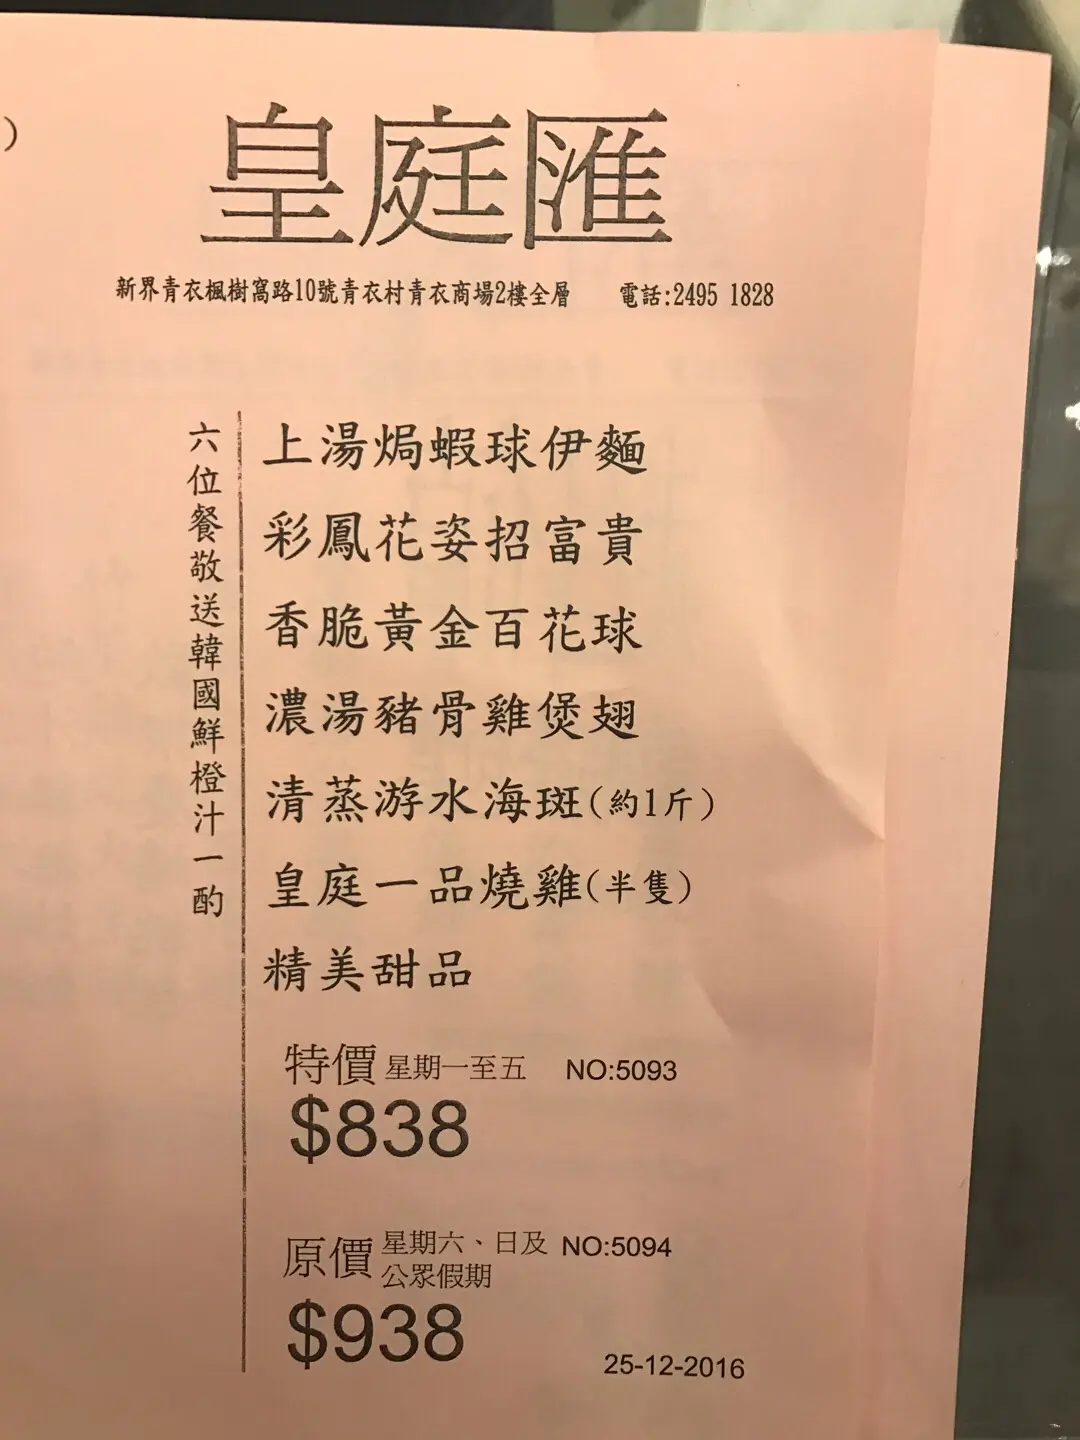 )
皇庭匯
新界青衣楓樹窩路10號青衣村青衣商場2樓全層 電話:2495 1828
六位餐敬送韓國鮮橙汁一酌
上湯焗蝦球伊麵
彩鳳花姿招富貴
香脆黃金百花球
濃湯豬骨雞煲翅
清蒸游水海斑(約1斤)
皇庭一品燒雞(半隻)
精美甜品
特價 星期一至五 NO:5093
$838
原價 星期六、日及 NO:5094
公眾假期
$938
25-12-2016